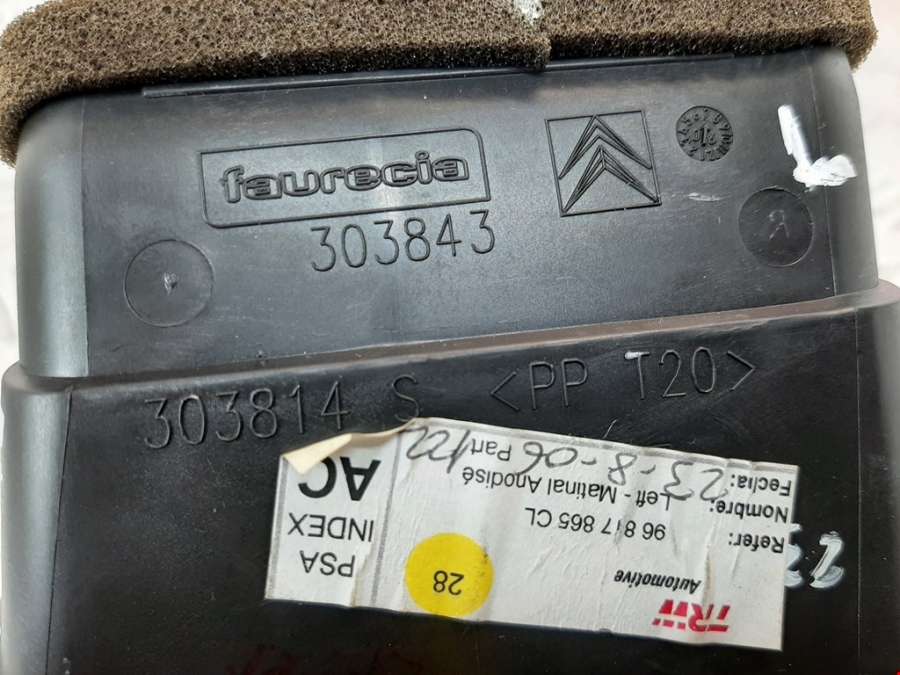 faurecia
303843
303814 S <PP T20>
TRW
Automotive
Refer:
96 817 865 CL
Nombre: Left - Matinal Anodisé
Fecha: 23-8-06 Part
28
PSA
INDEX
AC